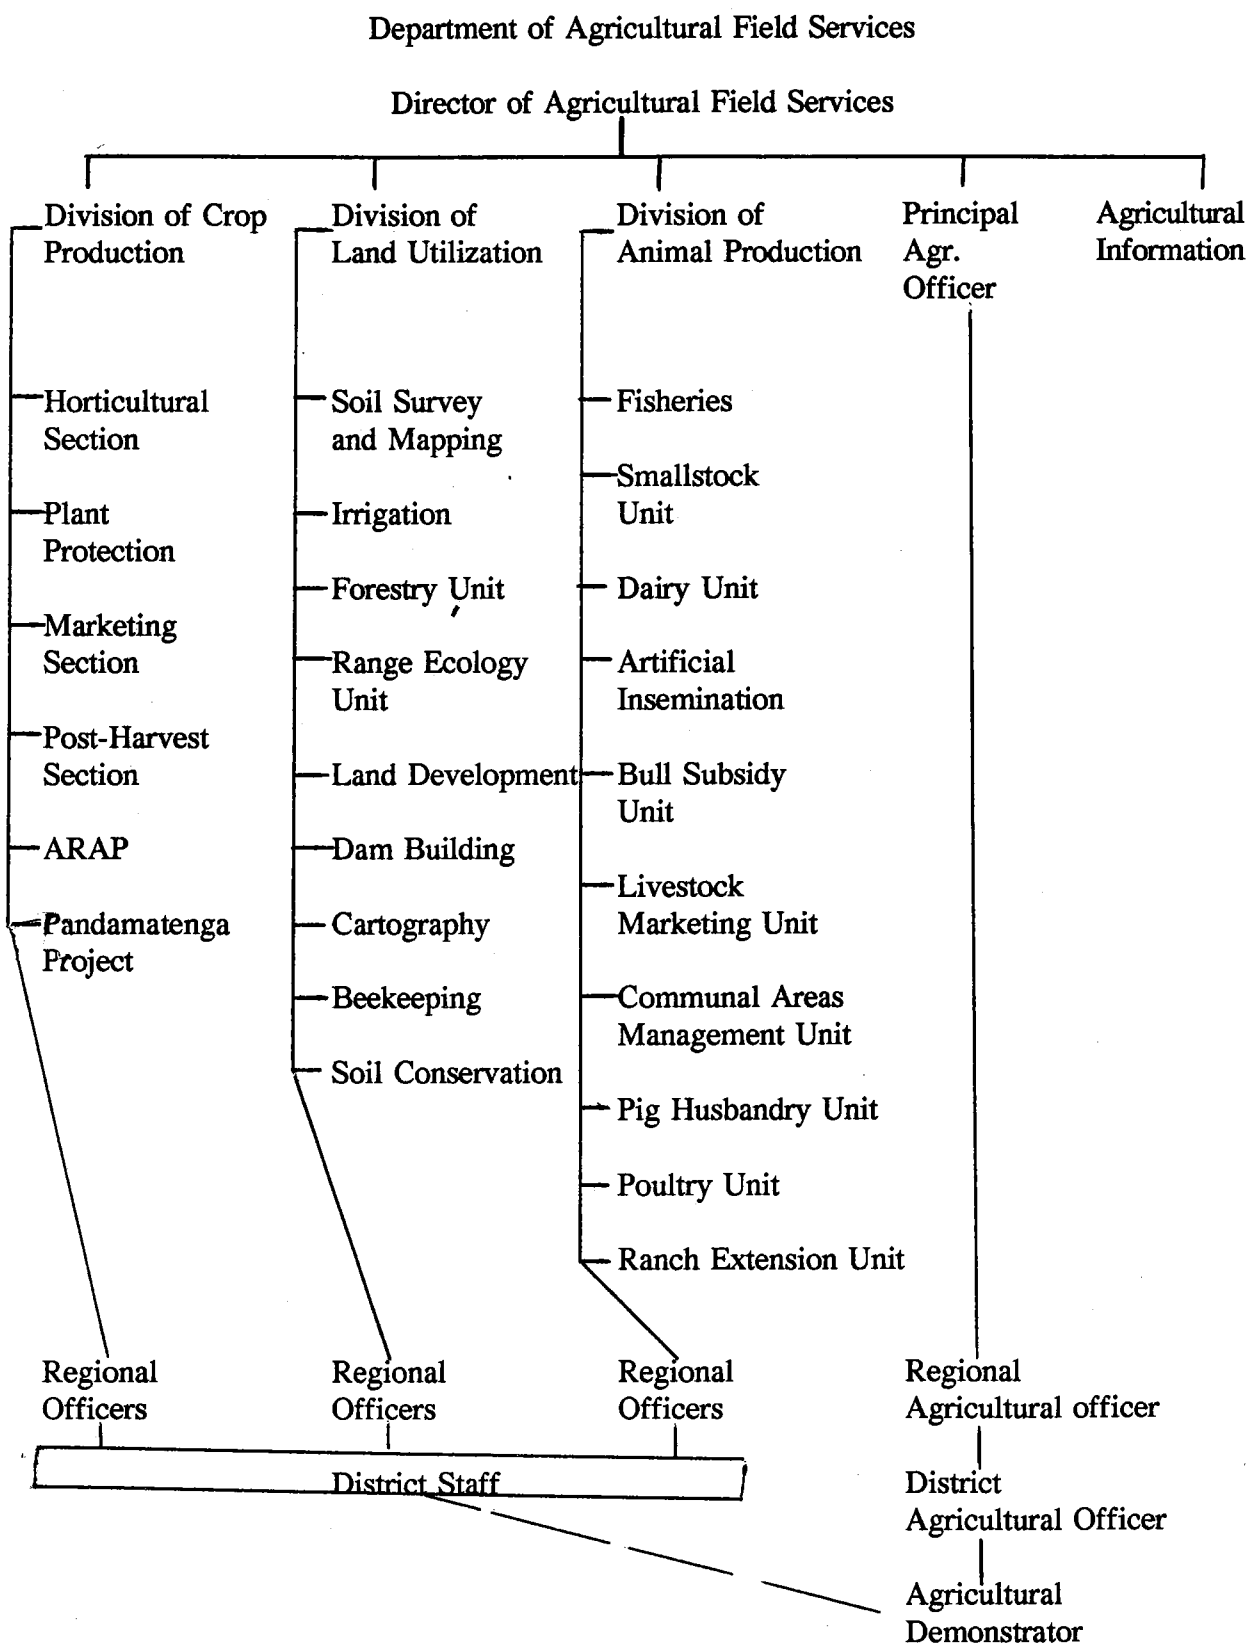 Department of Agricultural Field Services
Director of Agricultural Field Services
Division of Crop
Production
Horticultural
Section
Plant
Protection
Marketing
Section
Post-Harvest
Section
ARAP
Pandamatenga
Project
Regional
Officers
Division of
Land Utilization
Soil Survey
and Mapping
Irrigation
Forestry Unit
Range Ecology
Unit
Land Development
Dam Building
Cartography
Beekeeping
Soil Conservation
Regional
Officers
Division of
Animal Production
Fisheries
Smallstock
Unit
Dairy Unit
Artificial
Insemination
Bull Subsidy
Unit
Livestock
Marketing Unit
Communal Areas
Management Unit
Pig Husbandry Unit
Poultry Unit
Ranch Extension Unit
Regional
Officers
District Staff
Principal
Agr.
Officer
Regional
Agricultural officer
District
Agricultural Officer
Agricultural
Demonstrator
Agricultural
Information